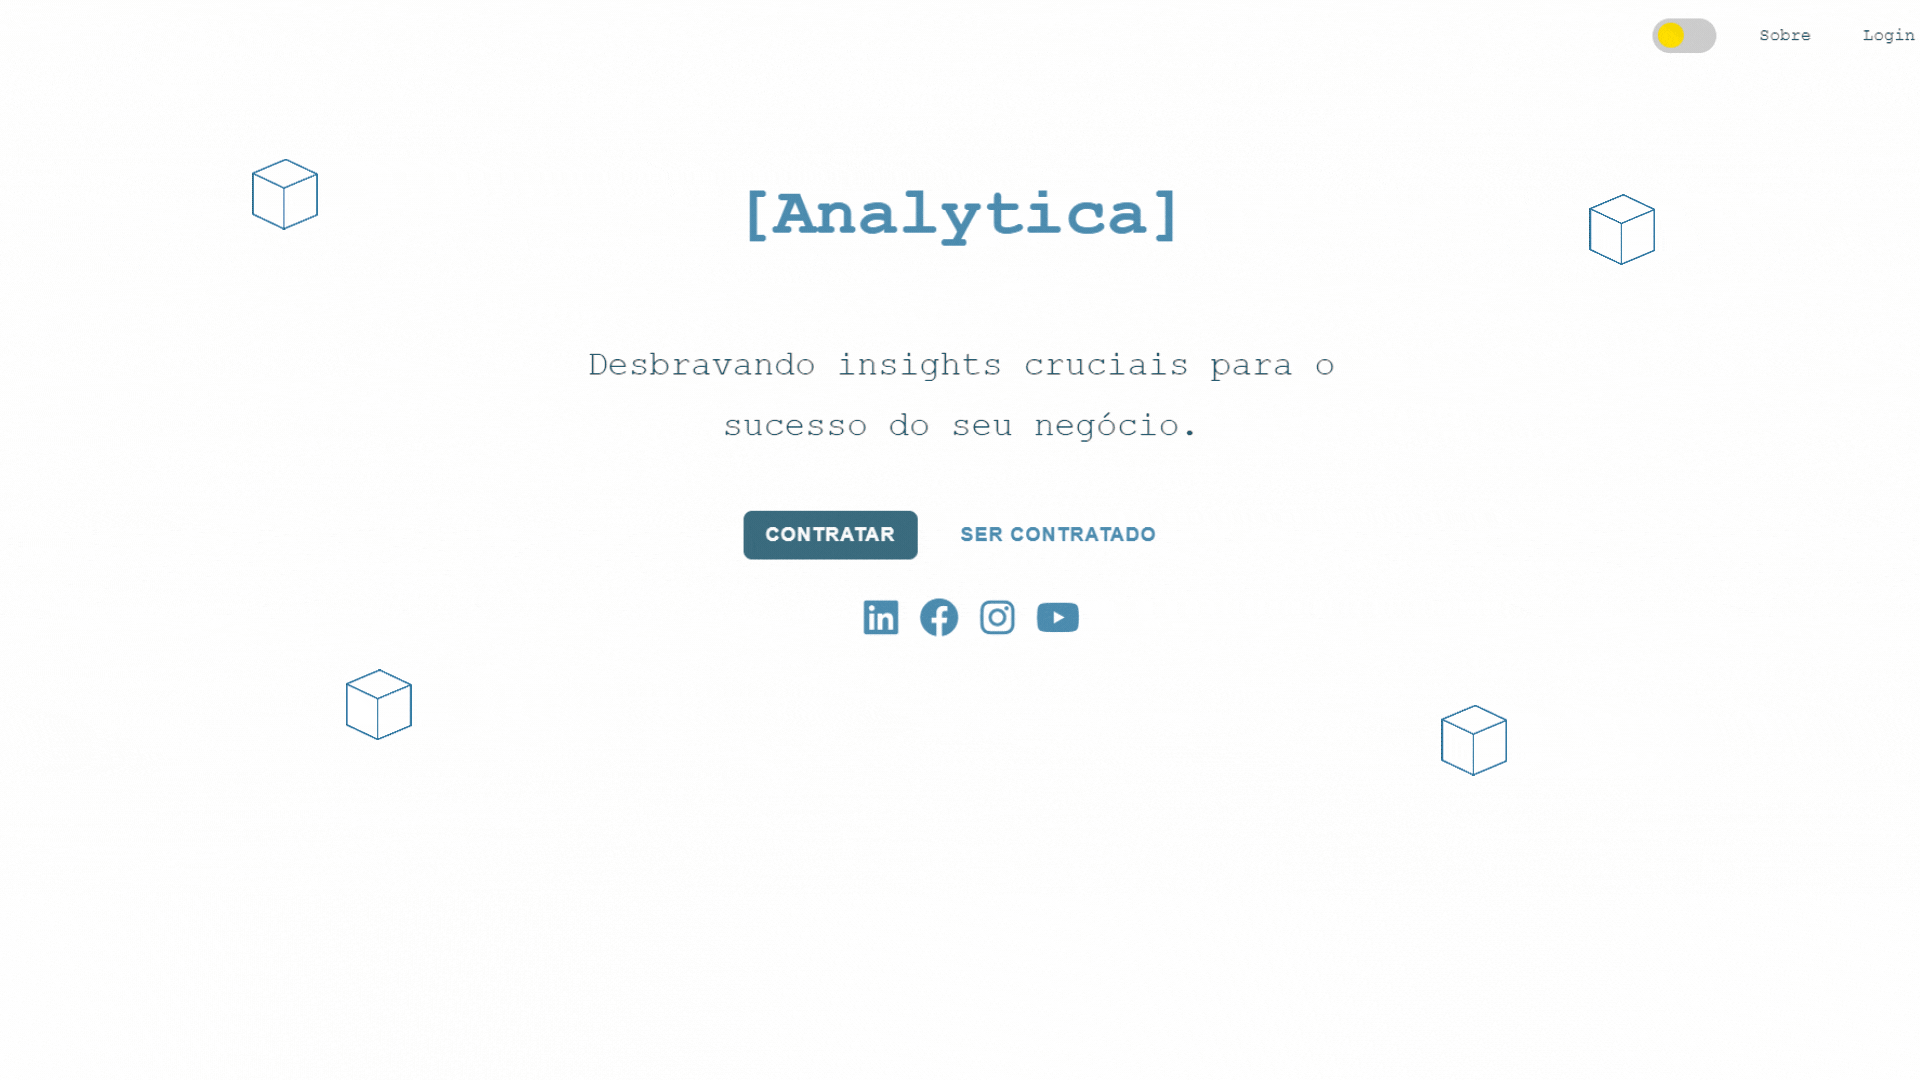 Sobre Login
[Analytica]
Desbravando insights cruciais para o
sucesso do seu negócio.
CONTRATAR SER CONTRATADO